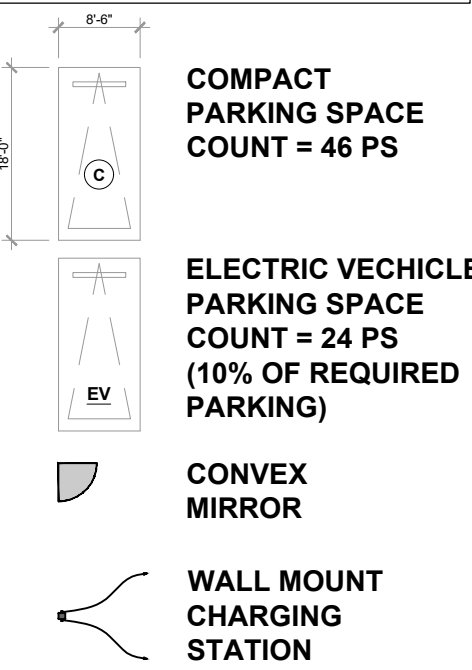 8'-6"
18'-0"
COMPACT
PARKING SPACE
COUNT = 46 PS
C
ELECTRIC VECHICLE
PARKING SPACE
COUNT = 24 PS
(10% OF REQUIRED
PARKING)
EV
CONVEX
MIRROR
WALL MOUNT
CHARGING
STATION